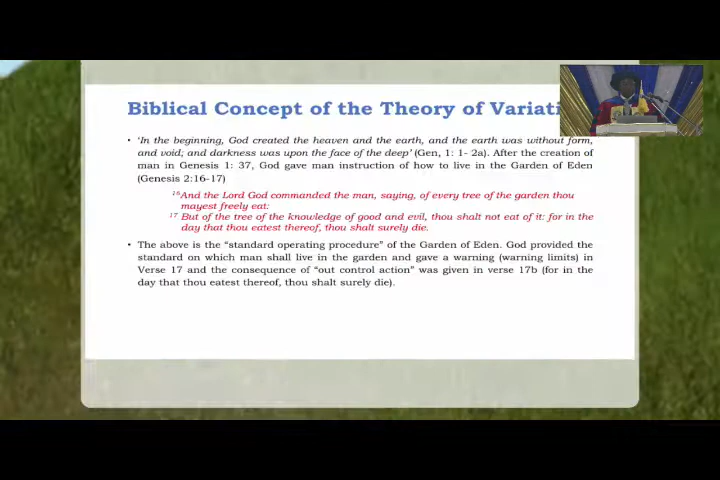 Biblical Concept of the Theory of Variati
• ‘In the beginning, God created the heaven and the earth, and the earth was without form,
and void; and darkness was upon the face of the deep’ (Gen, 1: 1- 2a). After the creation of
man in Genesis 1: 37, God gave man instruction of how to live in the Garden of Eden
(Genesis 2:16-17)
16And the Lord God commanded the man, saying, of every tree of the garden thou
mayest freely eat:
17 But of the tree of the knowledge of good and evil, thou shalt not eat of it: for in the
day that thou eatest thereof, thou shalt surely die.
• The above is the “standard operating procedure” of the Garden of Eden. God provided the
standard on which man shall live in the garden and gave a warning (warning limits) in
Verse 17 and the consequence of “out control action” was given in verse 17b (for in the
day that thou eatest thereof, thou shalt surely die).